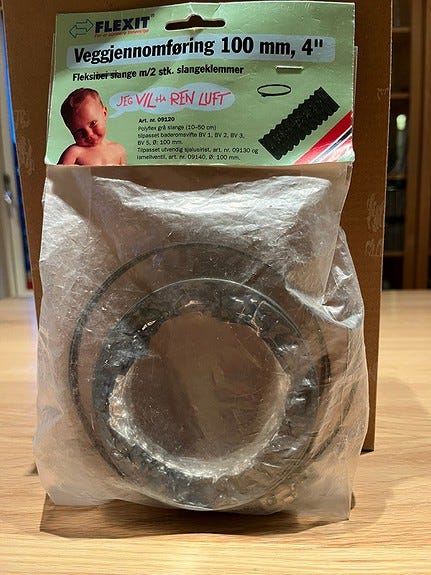 FLEXIT®
Veggjennomføring 100 mm, 4"
Fleksibel slange m/2 stk. slangeklemmer
JEG VIL HA REN LUFT
Art. nr. 09120
Polyflex grå slange (10–50 cm)
tilpasset baderomsvifte BV 1, BV 2, BV 3,
BV 5, Ø: 100 mm.
Tilpasset utvendig sjalusirist, art. nr. 09130 og
lamellventil, art. nr. 09140, Ø: 100 mm.